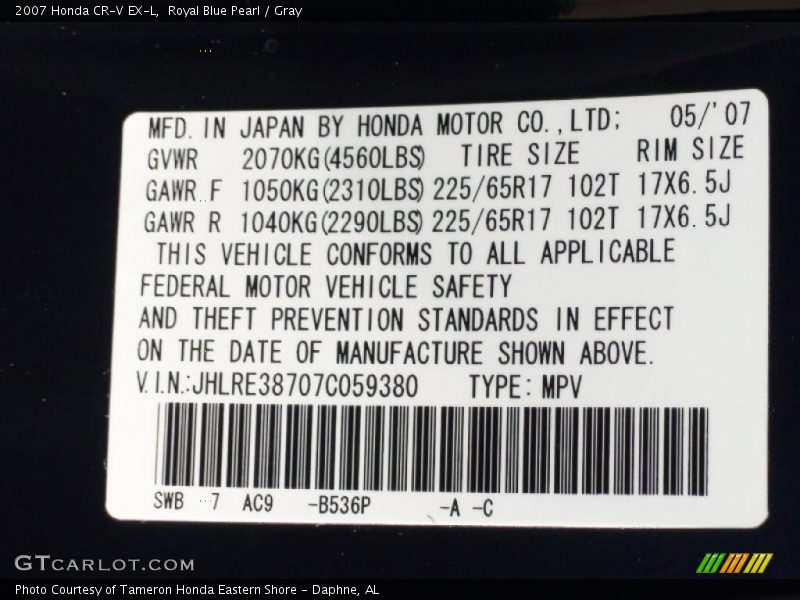 2007 Honda CR-V EX-L,  Royal Blue Pearl / Gray
MFD. IN JAPAN BY HONDA MOTOR CO., LTD; 05/'07
GVWR 2070KG(4560LBS) TIRE SIZE RIM SIZE
GAWR F 1050KG(2310LBS) 225/65R17 102T 17X6.5J
GAWR R 1040KG(2290LBS) 225/65R17 102T 17X6.5J
THIS VEHICLE CONFORMS TO ALL APPLICABLE
FEDERAL MOTOR VEHICLE SAFETY
AND THEFT PREVENTION STANDARDS IN EFFECT
ON THE DATE OF MANUFACTURE SHOWN ABOVE.
V.I.N.:JHLRE38707C059380 TYPE: MPV
SWB 7 AC9 -B536P -A -C
GTCARLOT.COM
Photo Courtesy of Tameron Honda Eastern Shore - Daphne, AL